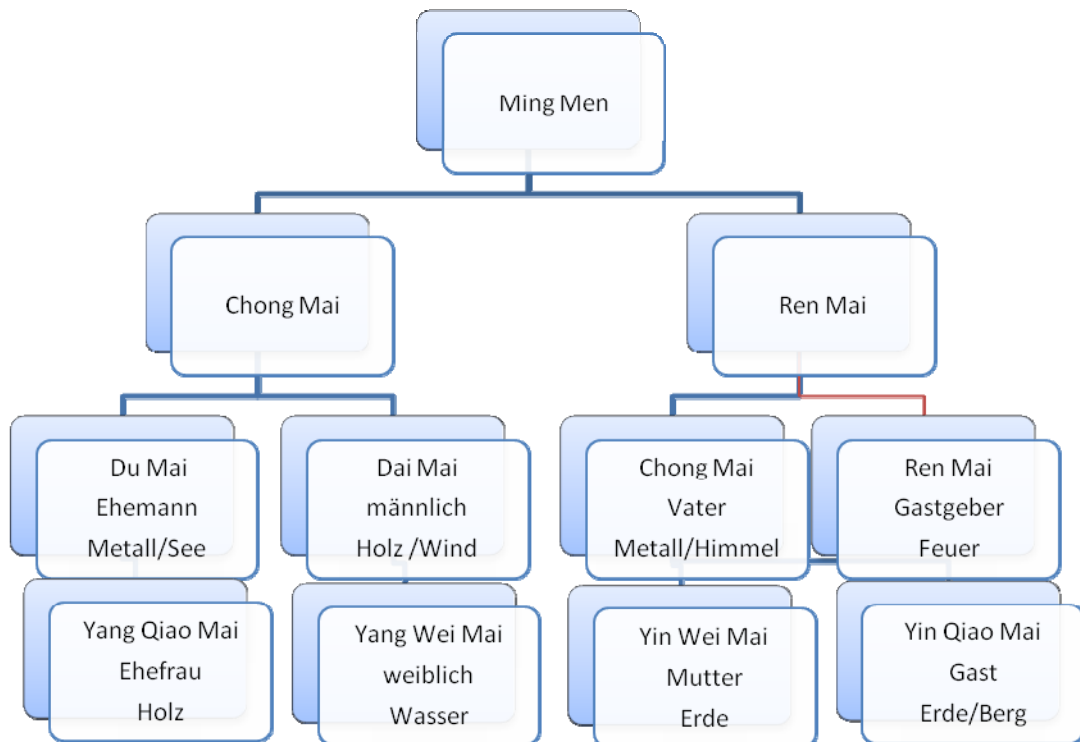 Ming Men
Chong Mai
Ren Mai
Du Mai
Ehemann
Metall/See
Dai Mai
männlich
Holz /Wind
Chong Mai
Vater
Metall/Himmel
Ren Mai
Gastgeber
Feuer
Yang Qiao Mai
Ehefrau
Holz
Yang Wei Mai
weiblich
Wasser
Yin Wei Mai
Mutter
Erde
Yin Qiao Mai
Gast
Erde/Berg